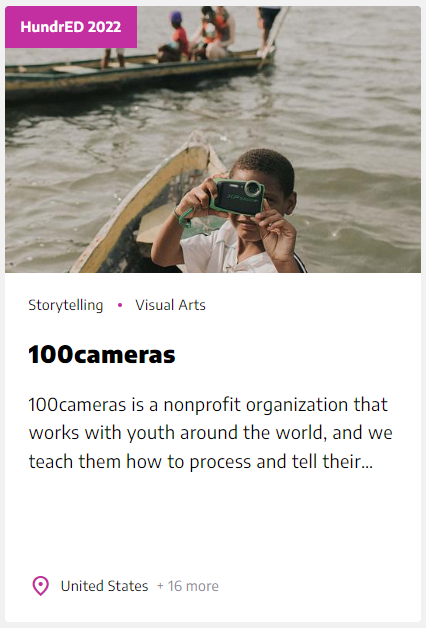 HundrED 2022
Storytelling • Visual Arts
100cameras
100cameras is a nonprofit organization that
works with youth around the world, and we
teach them how to process and tell their...
United States + 16 more